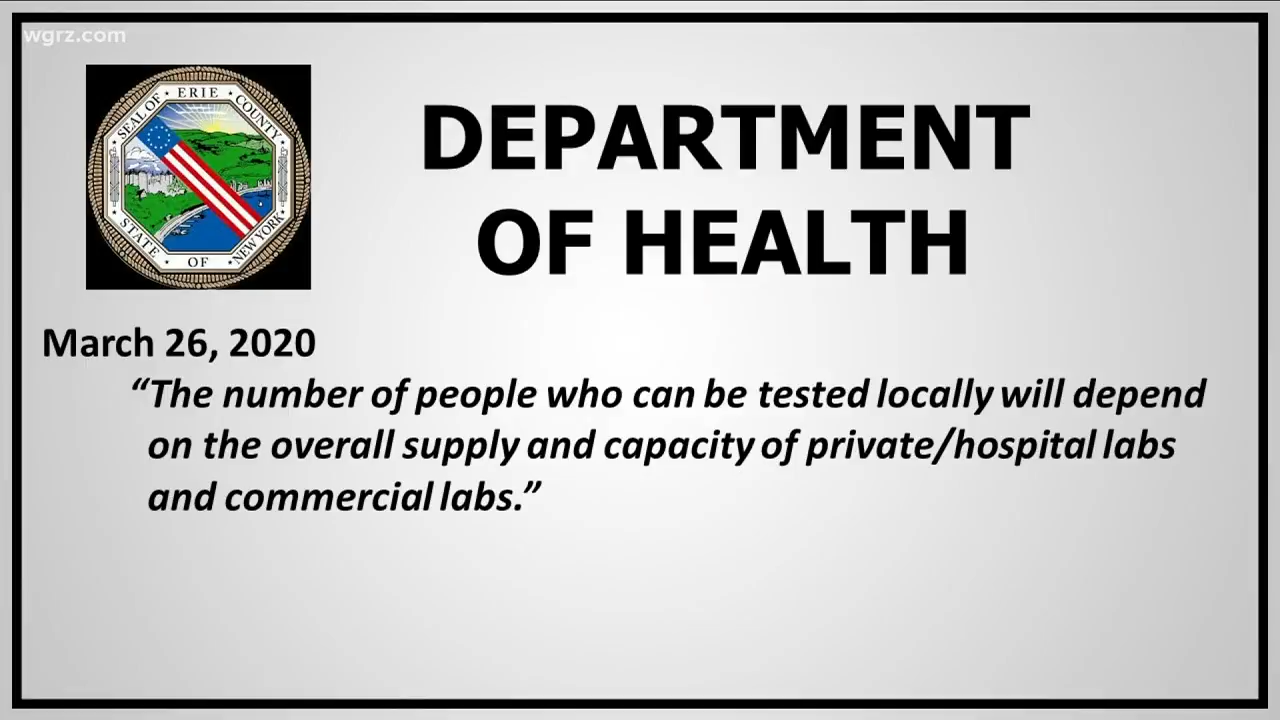 wgrz.com
SEAL OF • ERIE • COUNTY
STATE • OF • NEW YORK
DEPARTMENT
OF HEALTH
March 26, 2020
“The number of people who can be tested locally will depend
on the overall supply and capacity of private/hospital labs
and commercial labs.”